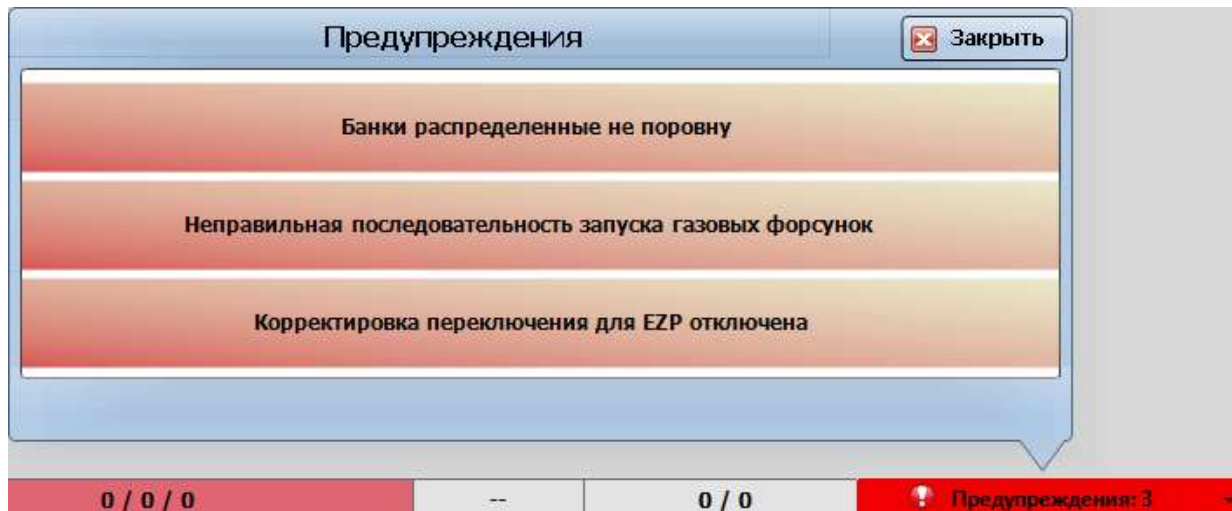 Предупреждения
Закрыть
Банки распределенные не поровну
Неправильная последовательность запуска газовых форсунок
Корректировка переключения для EZP отключена
0 / 0 / 0
--
0 / 0
Предупреждения: 3